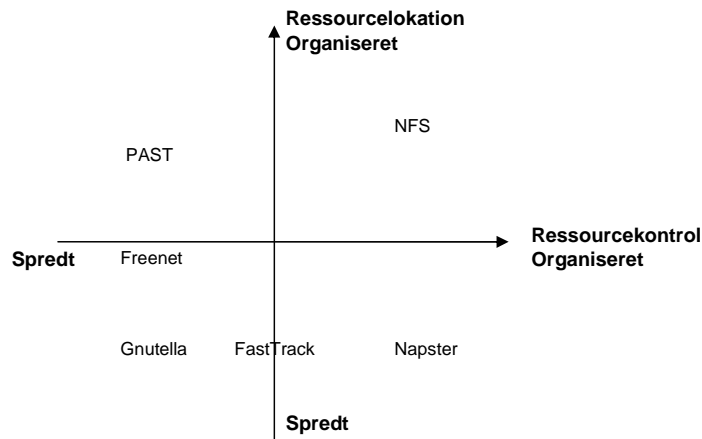 Ressourcelokation
Organiseret
NFS
PAST
Ressourcekontrol
Organiseret
Spredt
Freenet
Gnutella
FastTrack
Napster
Spredt